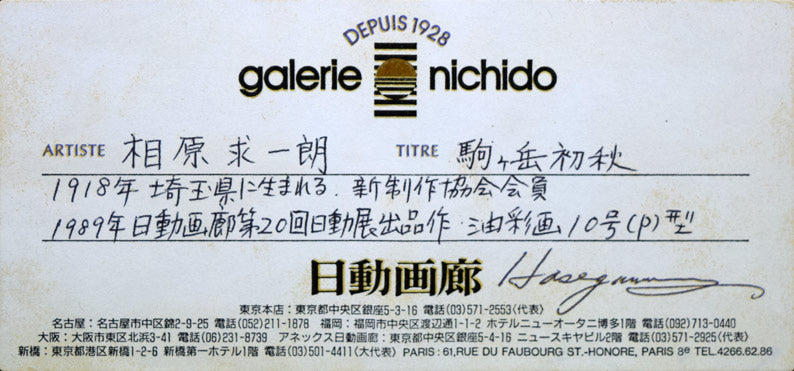 DEPUIS 1928
galerie nichido
ARTISTE 相原求一朗 TITRE 駒ヶ岳初秋
1918年 埼玉県に生まれる. 新制作協会会員
1989年日動画廊第20回日動展出品作・油彩画10号(P)型
日動画廊 Hasegawa
東京本店：東京都中央区銀座5-3-16 電話(03)571-2553〈代表〉
名古屋：名古屋市中区錦2-9-25 電話(052)211-1878 福岡：福岡市中央区渡辺通1-1-2 ホテルニューオータニ博多1階 電話(092)713-0440
大阪：大阪市東区北浜3-41 電話(06)231-8739 アネックス日動画廊：東京都中央区銀座5-4-16 ニュースキヤビル2階 電話(03)571-2925〈代表〉
新橋：東京都港区新橋1-2-6 新橋第一ホテル1階 電話(03)501-4411〈大代表〉 PARIS : 61, RUE DU FAUBOURG ST.-HONORE, PARIS 8e TEL.4266.62.86